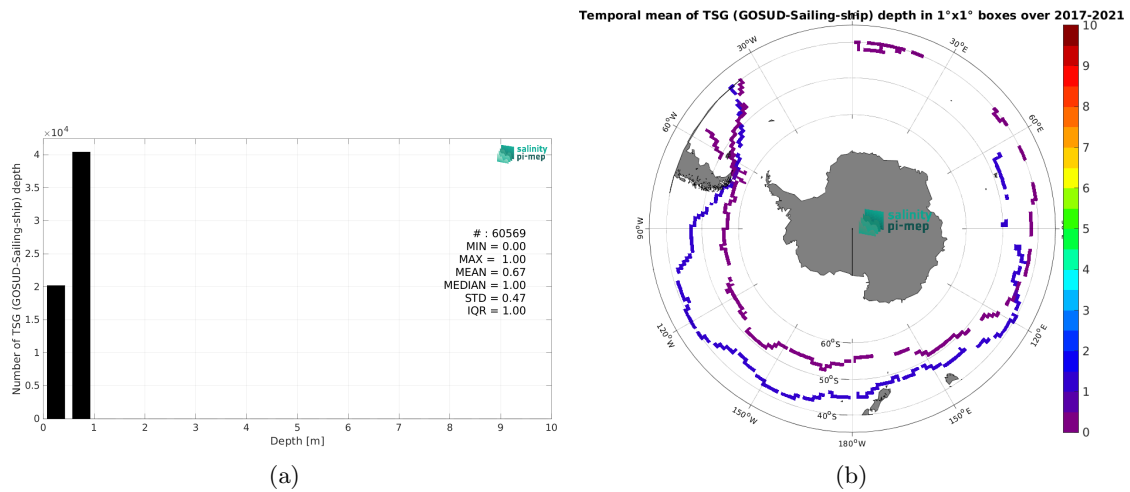 ×10⁴
4
3.5
3
2.5
2
1.5
1
0.5
0
Number of TSG (GOSUD-Sailing-ship) depth
0 1 2 3 4 5 6 7 8 9 10
Depth [m]
salinity
pi-mep
# : 60569
MIN = 0.00
MAX = 1.00
MEAN = 0.67
MEDIAN = 1.00
STD = 0.47
IQR = 1.00
(a)
Temporal mean of TSG (GOSUD-Sailing-ship) depth in 1°x1° boxes over 2017-2021
30°W
30°E
60°W
60°E
90°W
120°W
120°E
150°W
150°E
180°W
60°S
50°S
40°S
salinity
pi-mep
10
9
8
7
6
5
4
3
2
1
0
(b)